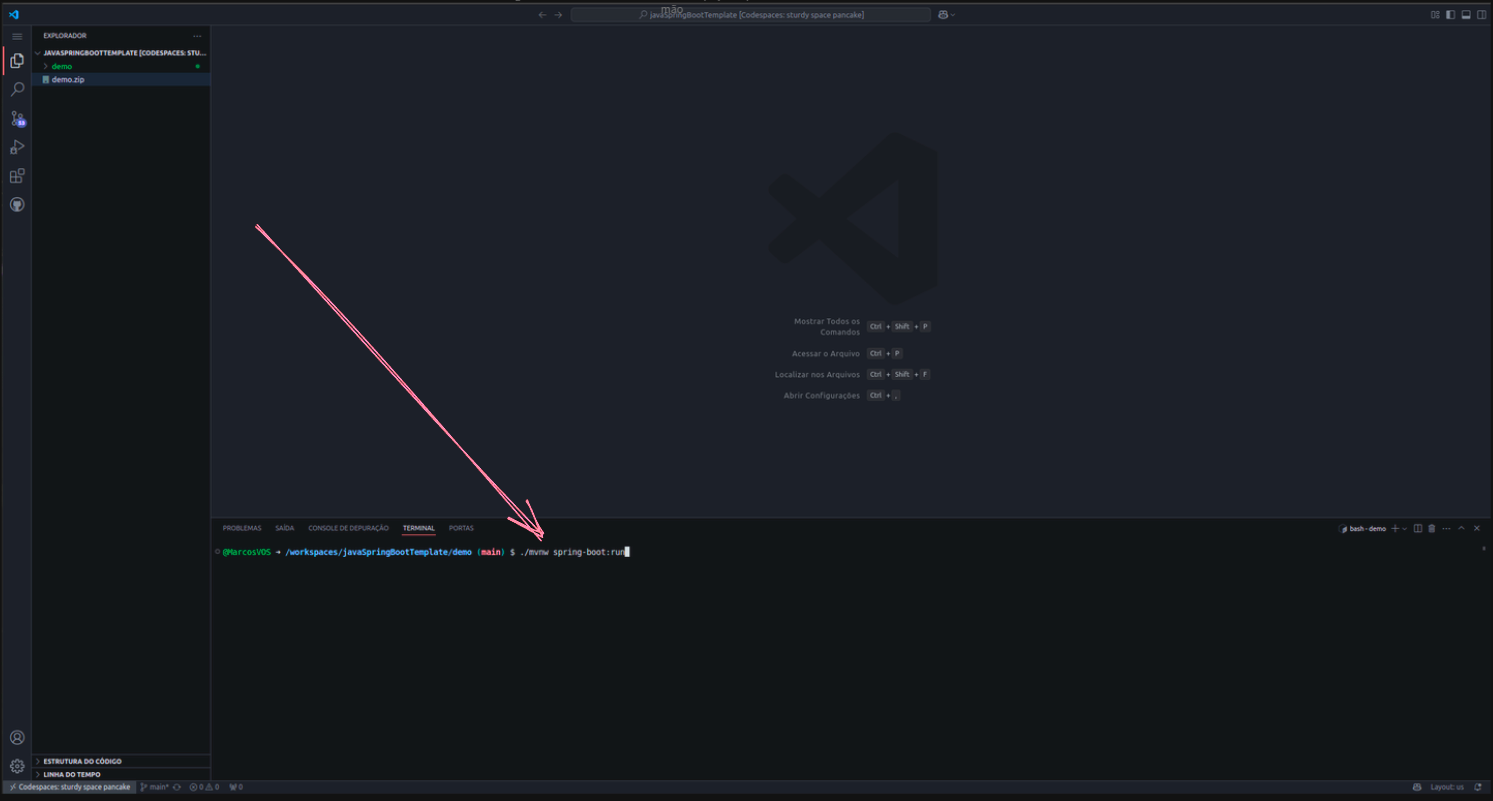 mão
javaSpringBootTemplate [Codespaces: sturdy space pancake]
EXPLORADOR
JAVASPRINGBOOTTEMPLATE [CODESPACES: STU...
demo
demo.zip
53
Mostrar Todos os
Comandos
Ctrl + Shift + P
Acessar o Arquivo Ctrl + P
Localizar nos Arquivos Ctrl + Shift + F
Abrir Configurações Ctrl + ,
PROBLEMAS SAÍDA CONSOLE DE DEPURAÇÃO TERMINAL PORTAS
bash - demo
@MarcosVOS → /workspaces/javaSpringBootTemplate/demo (main) $ ./mvnw spring-boot:run
ESTRUTURA DO CÓDIGO
LINHA DO TEMPO
Codespaces: sturdy space pancake main* 0 0 0
Layout: us